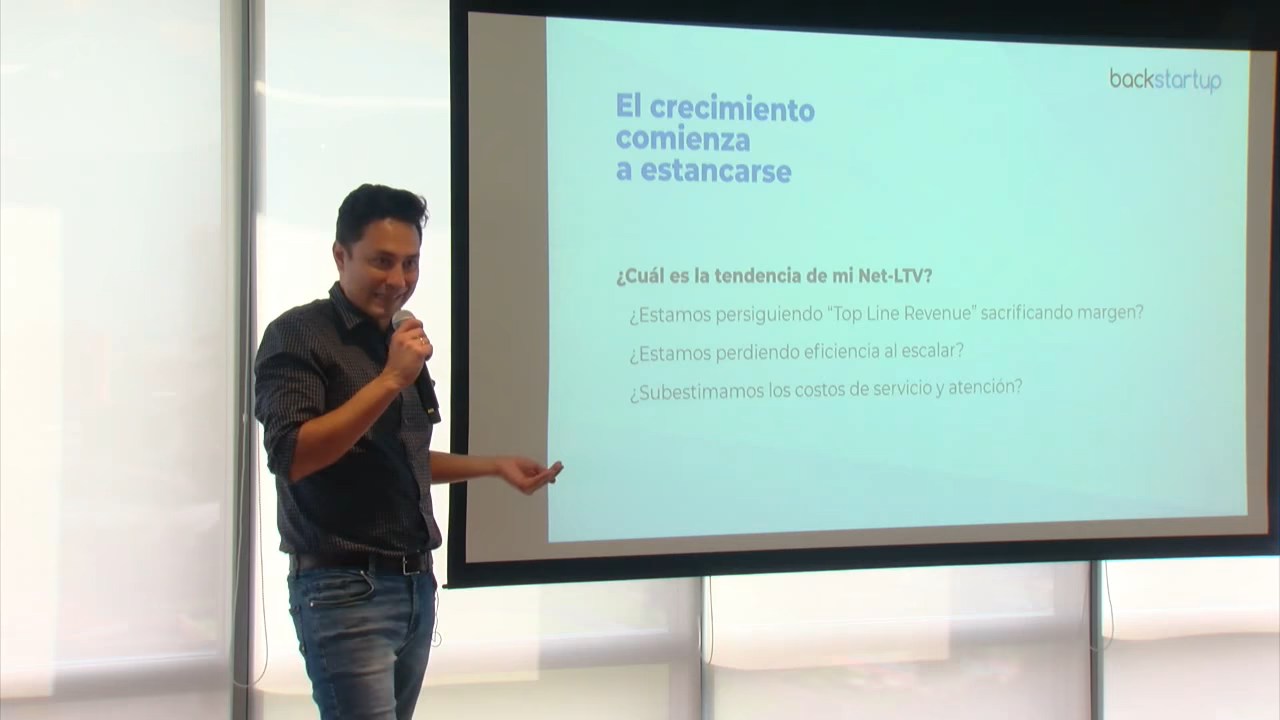 backstartup
El crecimiento
comienza
a estancarse
¿Cuál es la tendencia de mi Net-LTV?
¿Estamos persiguiendo “Top Line Revenue” sacrificando margen?
¿Estamos perdiendo eficiencia al escalar?
¿Subestimamos los costos de servicio y atención?